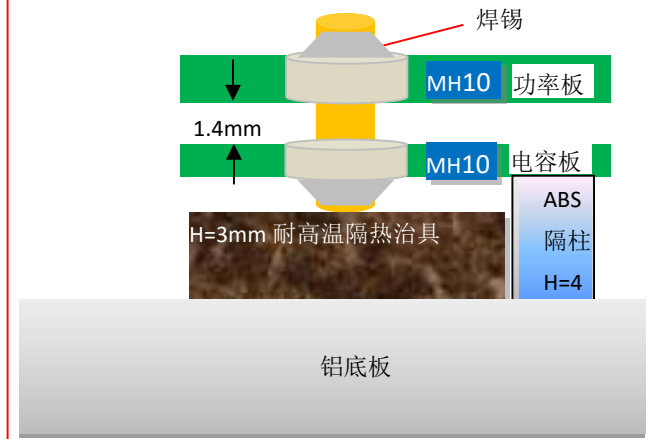 焊锡
MH10 功率板
1.4mm
MH10 电容板
ABS
H=3mm 耐高温隔热治具
隔柱
H=4
铝底板